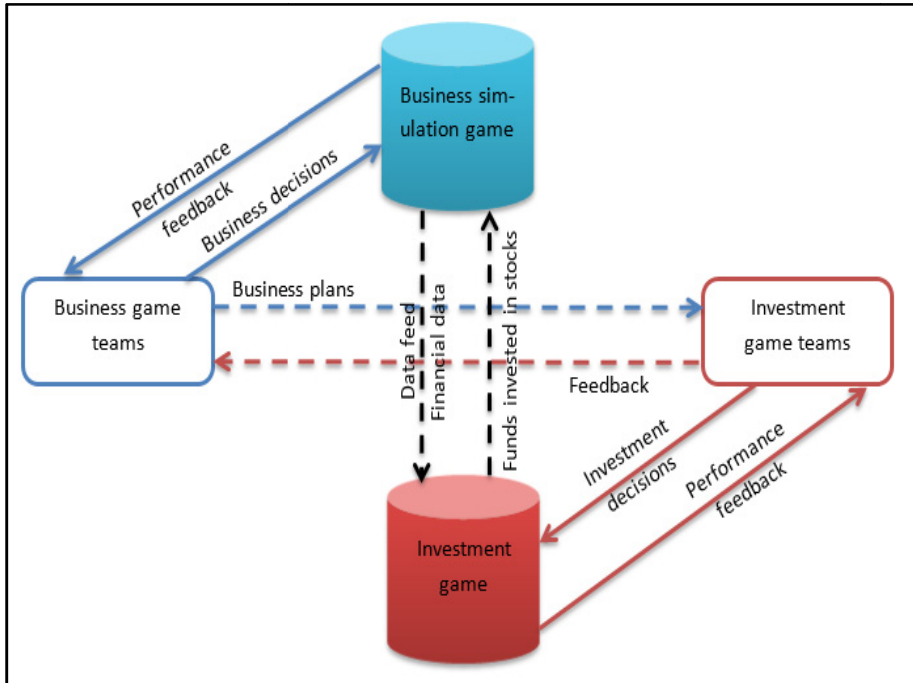 Business sim-
ulation game
Performance
feedback
Business decisions
Business game
teams
Business plans
Data feed
Financial data
Funds invested in stocks
Investment
game teams
Feedback
Investment
decisions
Performance
feedback
Investment
game